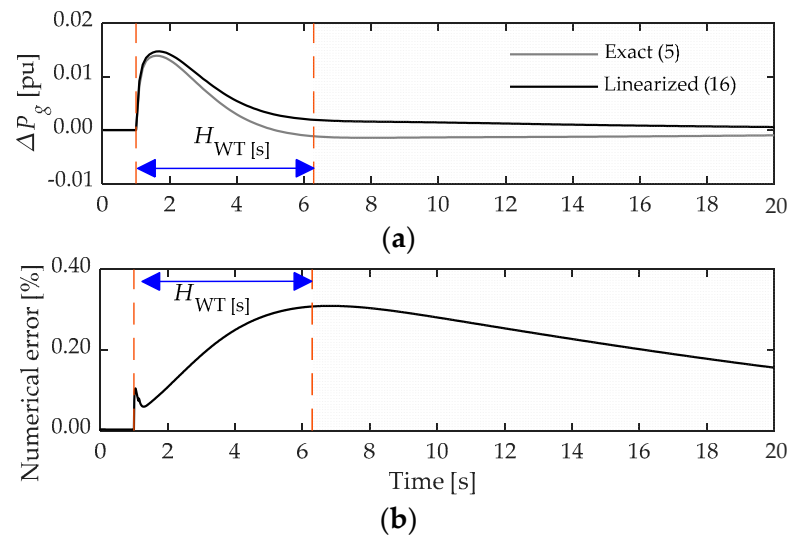 0.02
0.01
0.00
-0.01
ΔP_g [pu]
Exact (5)
Linearized (16)
H_WT [s]
0 2 4 6 8 10 12 14 16 18 20
(a)
0.40
0.20
0.00
Numerical error [%]
H_WT [s]
0 2 4 6 8 10 12 14 16 18 20
Time [s]
(b)